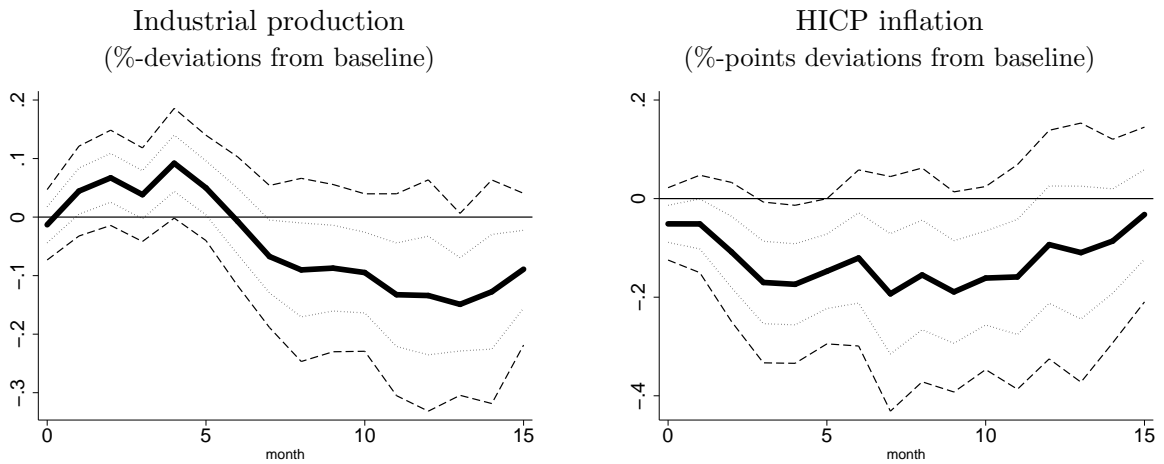 Industrial production
(%-deviations from baseline)
.2
.1
0
-.1
-.2
-.3
0 5 10 15
month
HICP inflation
(%-points deviations from baseline)
.2
0
-.2
-.4
0 5 10 15
month